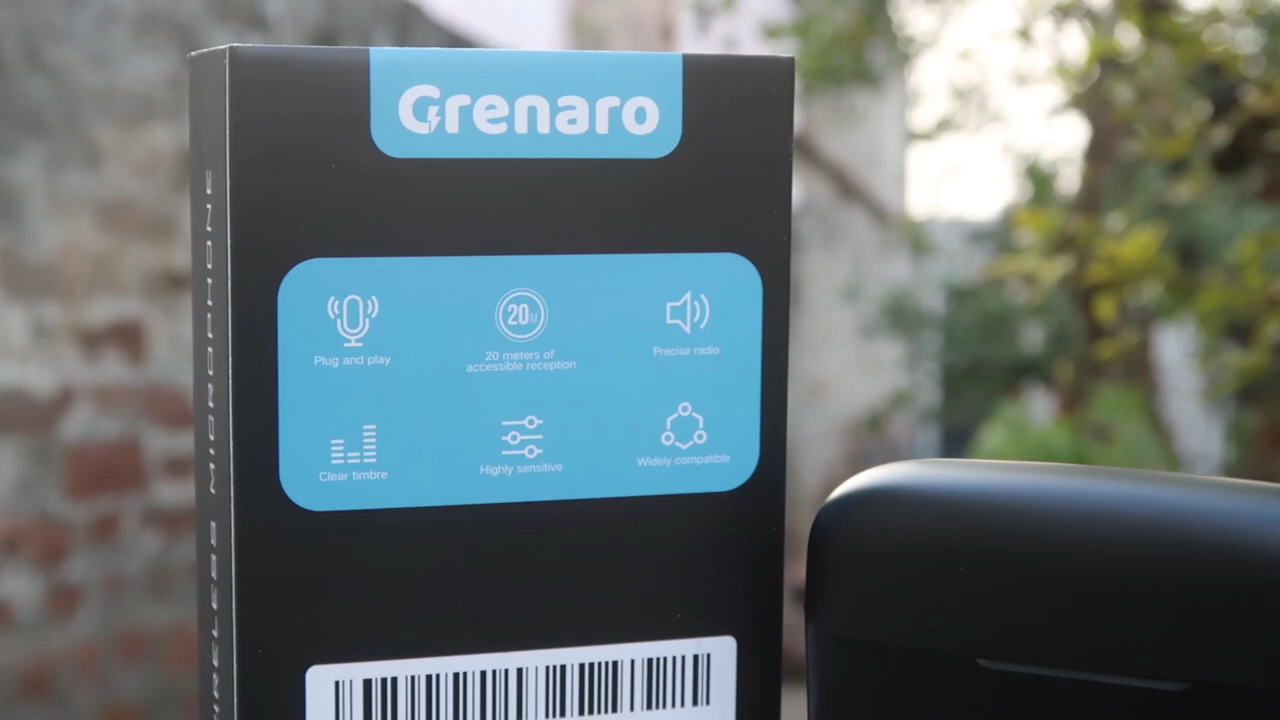 Grenaro
20M
Plug and play
20 meters of
accessible reception
Precise radio
Clear timbre
Highly sensitive
Widely compatible
WIRELESS MICROPHONE